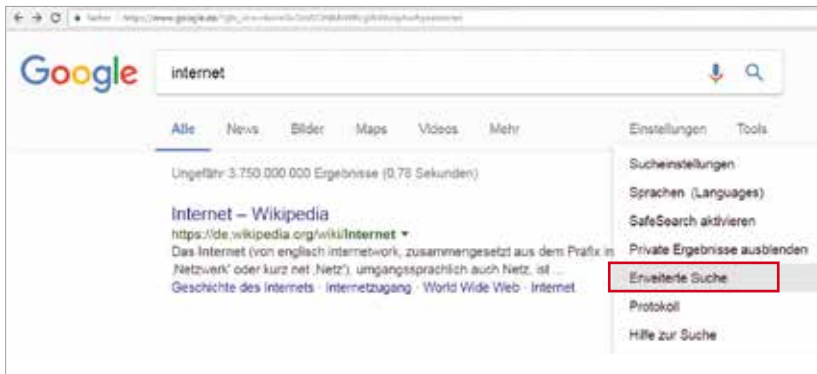 Google internet
Alle News Bilder Maps Videos Mehr Einstellungen Tools
Ungefähr 3.750.000.000 Ergebnisse (0,78 Sekunden)
Internet – Wikipedia
https://de.wikipedia.org/wiki/Internet
Das Internet (von englisch internetwork, zusammengesetzt aus dem Präfix in
‚Netzwerk' oder kurz net ‚Netz'), umgangssprachlich auch Netz, ist ...
Geschichte des Internets · Internetzugang · World Wide Web · Internet
Sucheinstellungen
Sprachen (Languages)
SafeSearch aktivieren
Private Ergebnisse ausblenden
Erweiterte Suche
Protokoll
Hilfe zur Suche